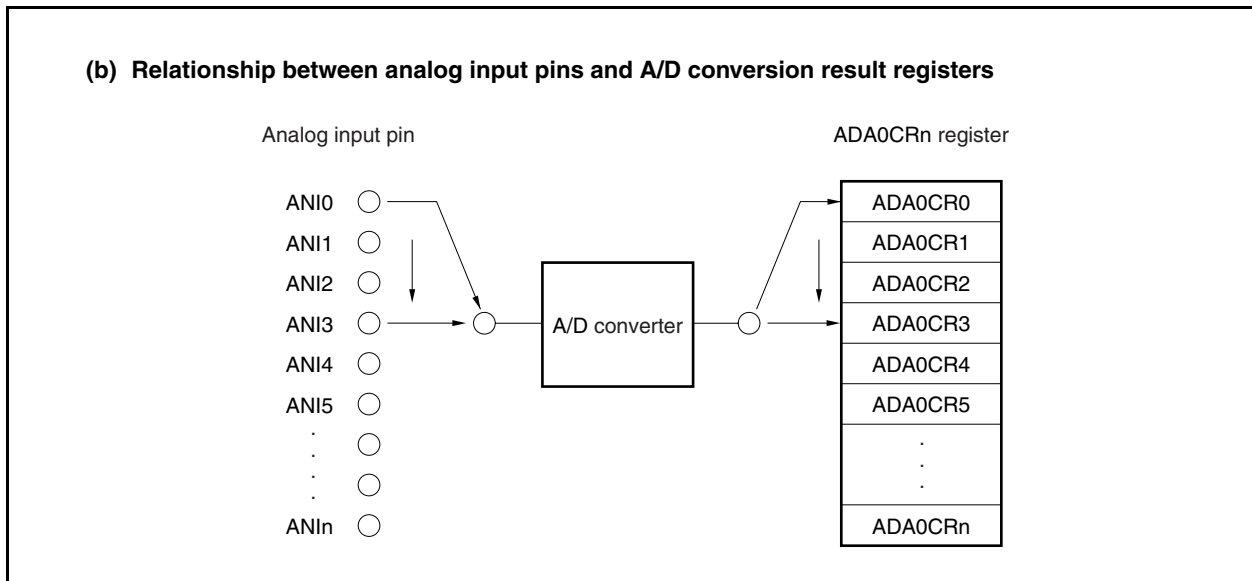 (b) Relationship between analog input pins and A/D conversion result registers
Analog input pin
ADA0CRn register
ANI0
ADA0CR0
ANI1
ADA0CR1
ANI2
ADA0CR2
ANI3
A/D converter
ADA0CR3
ANI4
ADA0CR4
ANI5
ADA0CR5
.
.
.
.
.
.
.
ANIn
ADA0CRn